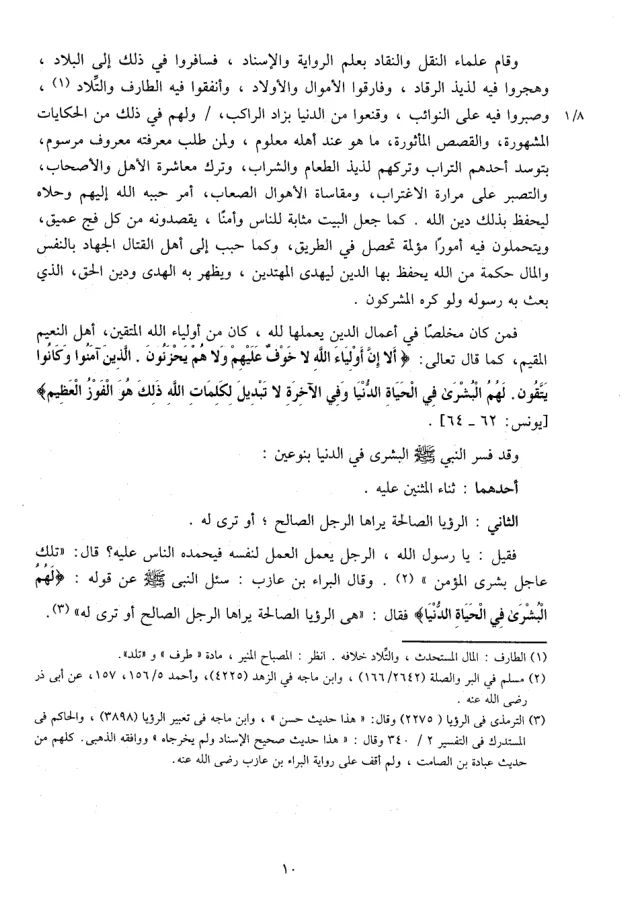 وقام علماء النقل والنقاد بعلم الرواية والإسناد ، فسافروا في ذلك إلى البلاد ،
وهجروا فيه لذيذ الرقاد ، وفارقوا الأموال والأولاد ، وأنفقوا فيه الطارف والتِّلاد (١) ،
١/٨ وصبروا فيه على النوائب ، وقنعوا من الدنيا بزاد الراكب، / ولهم في ذلك من الحكايات
المشهورة، والقصص المأثورة، ما هو عند أهله معلوم ، ولمن طلب معرفته معروف مرسوم،
بتوسد أحدهم التراب وتركهم لذيذ الطعام والشراب، وترك معاشرة الأهل والأصحاب،
والتصبر على مرارة الاغتراب، ومقاساة الأهوال الصعاب، أمر حببه الله إليهم وحلاه
ليحفظ بذلك دين الله . كما جعل البيت مثابة للناس وأمنًا ، يقصدونه من كل فج عميق،
ويتحملون فيه أمورًا مؤلمة تحصل في الطريق، وكما حبب إلى أهل القتال الجهاد بالنفس
والمال حكمة من الله يحفظ بها الدين ليهدى المهتدين ، ويظهر به الهدى ودين الحق، الذي
بعث به رسوله ولو كره المشركون .
فمن كان مخلصًا في أعمال الدين يعملها لله ، كان من أولياء الله المتقين، أهل النعيم
المقيم، كما قال تعالى: ﴿ أَلا إِنَّ أَوْلِيَاءَ اللَّهِ لا خَوْفٌ عَلَيْهِمْ وَلا هُمْ يَحْزَنُونَ . الَّذِينَ آمَنُوا وَكَانُوا
يَتَّقُونَ. لَهُمُ الْبُشْرَىٰ فِي الْحَيَاةِ الدُّنْيَا وَفِي الآخِرَةِ لا تَبْدِيلَ لِكَلِمَاتِ اللَّهِ ذَلِكَ هُوَ الْفَوْزُ الْعَظِيم﴾
[يونس: ٦٢ ـ ٦٤] .
وقد فسر النبي ﷺ البشرى في الدنيا بنوعين :
أحدهما : ثناء المثنين عليه .
الثاني : الرؤيا الصالحة يراها الرجل الصالح ؛ أو ترى له .
فقيل : يا رسول الله ، الرجل يعمل العمل لنفسه فيحمده الناس عليه؟ قال: «تلك
عاجل بشرى المؤمن » (٢) . وقال البراء بن عازب : سئل النبي ﷺ عن قوله : ﴿لَهُمُ
الْبُشْرَىٰ فِي الْحَيَاةِ الدُّنْيَا﴾ فقال : «هى الرؤيا الصالحة يراها الرجل الصالح أو ترى له» (٣).
(١) الطارف : المال المستحدث ، والتِّلاد خلافه . انظر : المصباح المنير ، مادة « طرف » و «تلد».
(٢) مسلم في البر والصلة (١٦٦/٢٦٤٢) ، وابن ماجه في الزهد (٤٢٢٥)، وأحمد ١٥٦/٥، ١٥٧، عن أبى ذر
رضى الله عنه .
(٣) الترمذى فى الرؤيا ( ٢٢٧٥) وقال: « هذا حديث حسن » ، وابن ماجه فى تعبير الرؤيا (٣٨٩٨) ، والحاكم فى
المستدرك فى التفسير ٢ / ٣٤٠ وقال : « هذا حديث صحيح الإسناد ولم يخرجاه » ووافقه الذهبى. كلهم من
حديث عبادة بن الصامت ، ولم أقف على رواية البراء بن عازب رضى الله عنه.
١٠